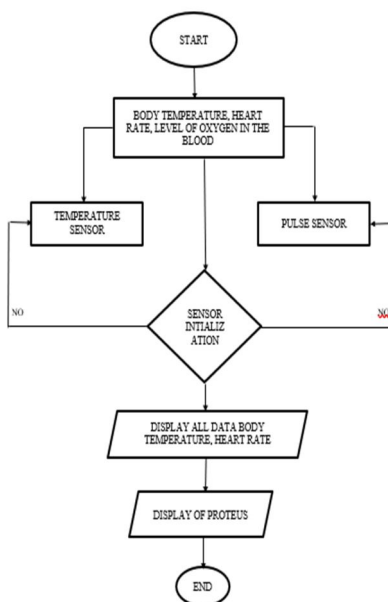 START
BODY TEMPERATURE, HEART
RATE, LEVEL OF OXYGEN IN THE
BLOOD
TEMPERATURE
SENSOR
PULSE SENSOR
NO
SENSOR
INTIALIZ
ATION
NO
DISPLAY ALL DATA BODY
TEMPERATURE, HEART RATE
DISPLAY OF PROTEUS
END